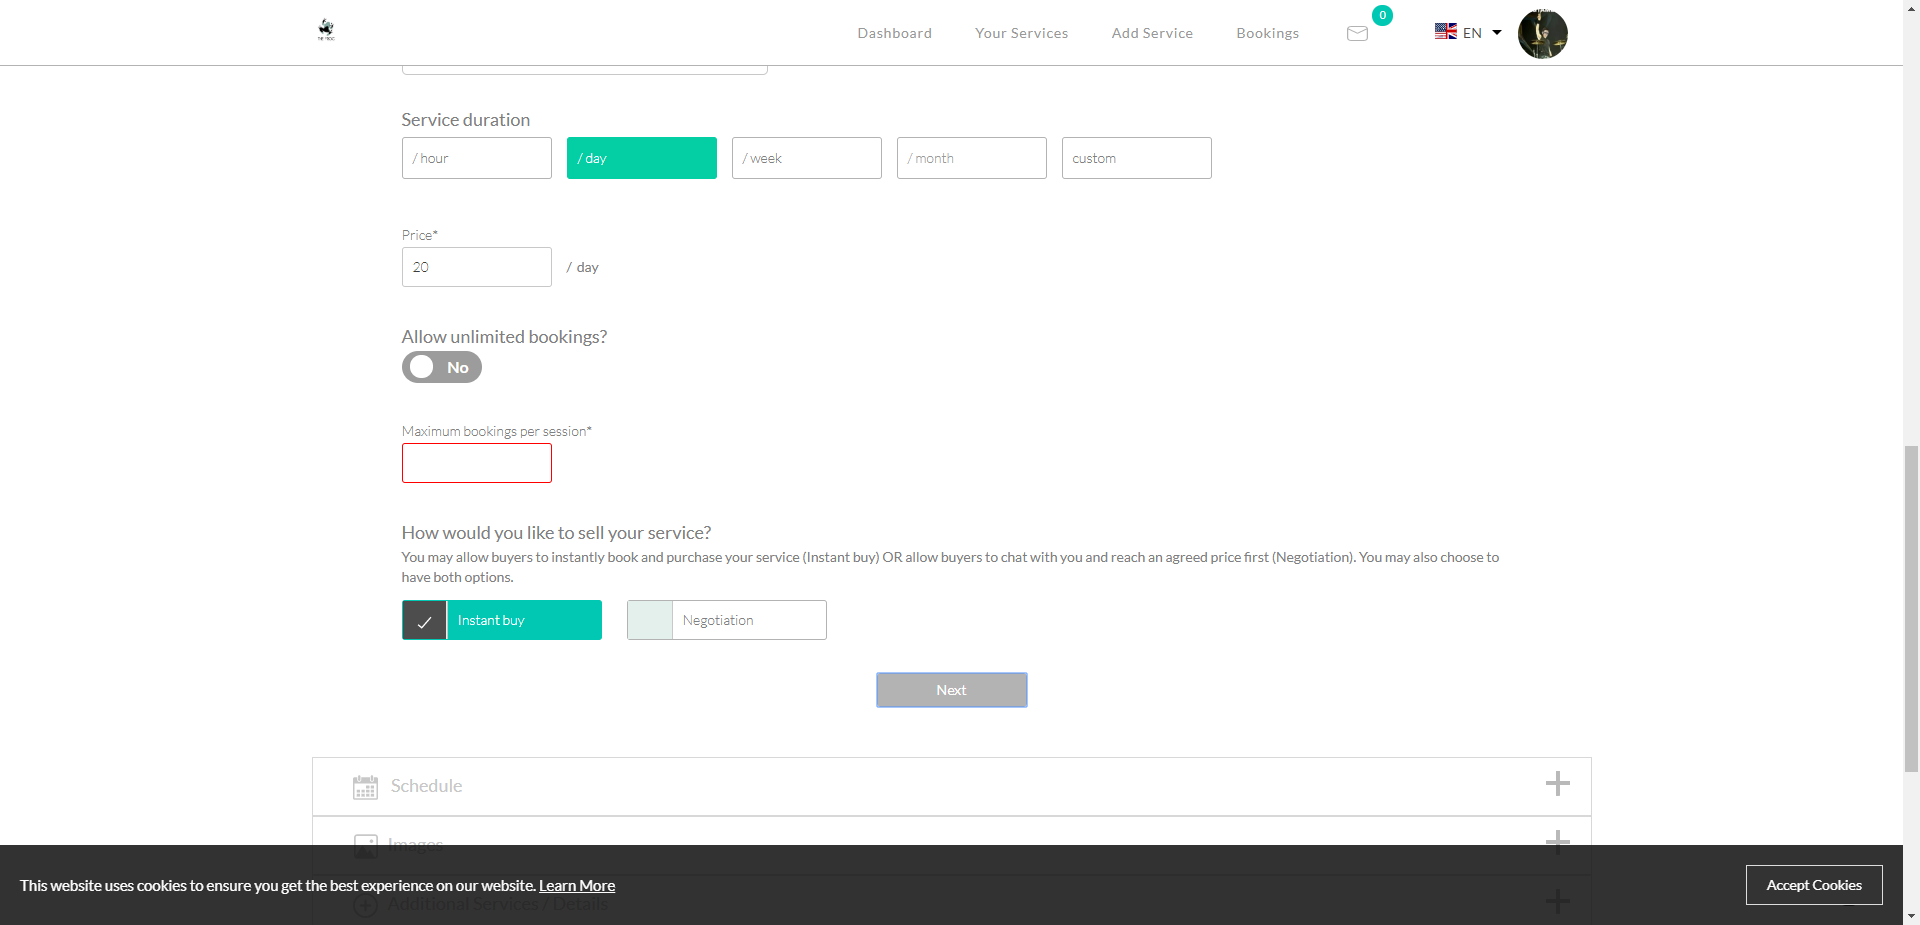 Dashboard
Your Services
Add Service
Bookings
0
EN
Service duration
/ hour
/ day
/ week
/ month
custom
Price*
20
/ day
Allow unlimited bookings?
No
Maximum bookings per session*
How would you like to sell your service?
You may allow buyers to instantly book and purchase your service (Instant buy) OR allow buyers to chat with you and reach an agreed price first (Negotiation). You may also choose to
have both options.
Instant buy
Negotiation
Next
Schedule
Images
This website uses cookies to ensure you get the best experience on our website. Learn More
Accept Cookies
Additional Services / Details